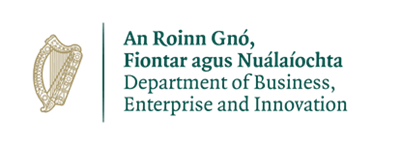 An Roinn Gnó,
Fiontar agus Nuálaíochta
Department of Business,
Enterprise and Innovation